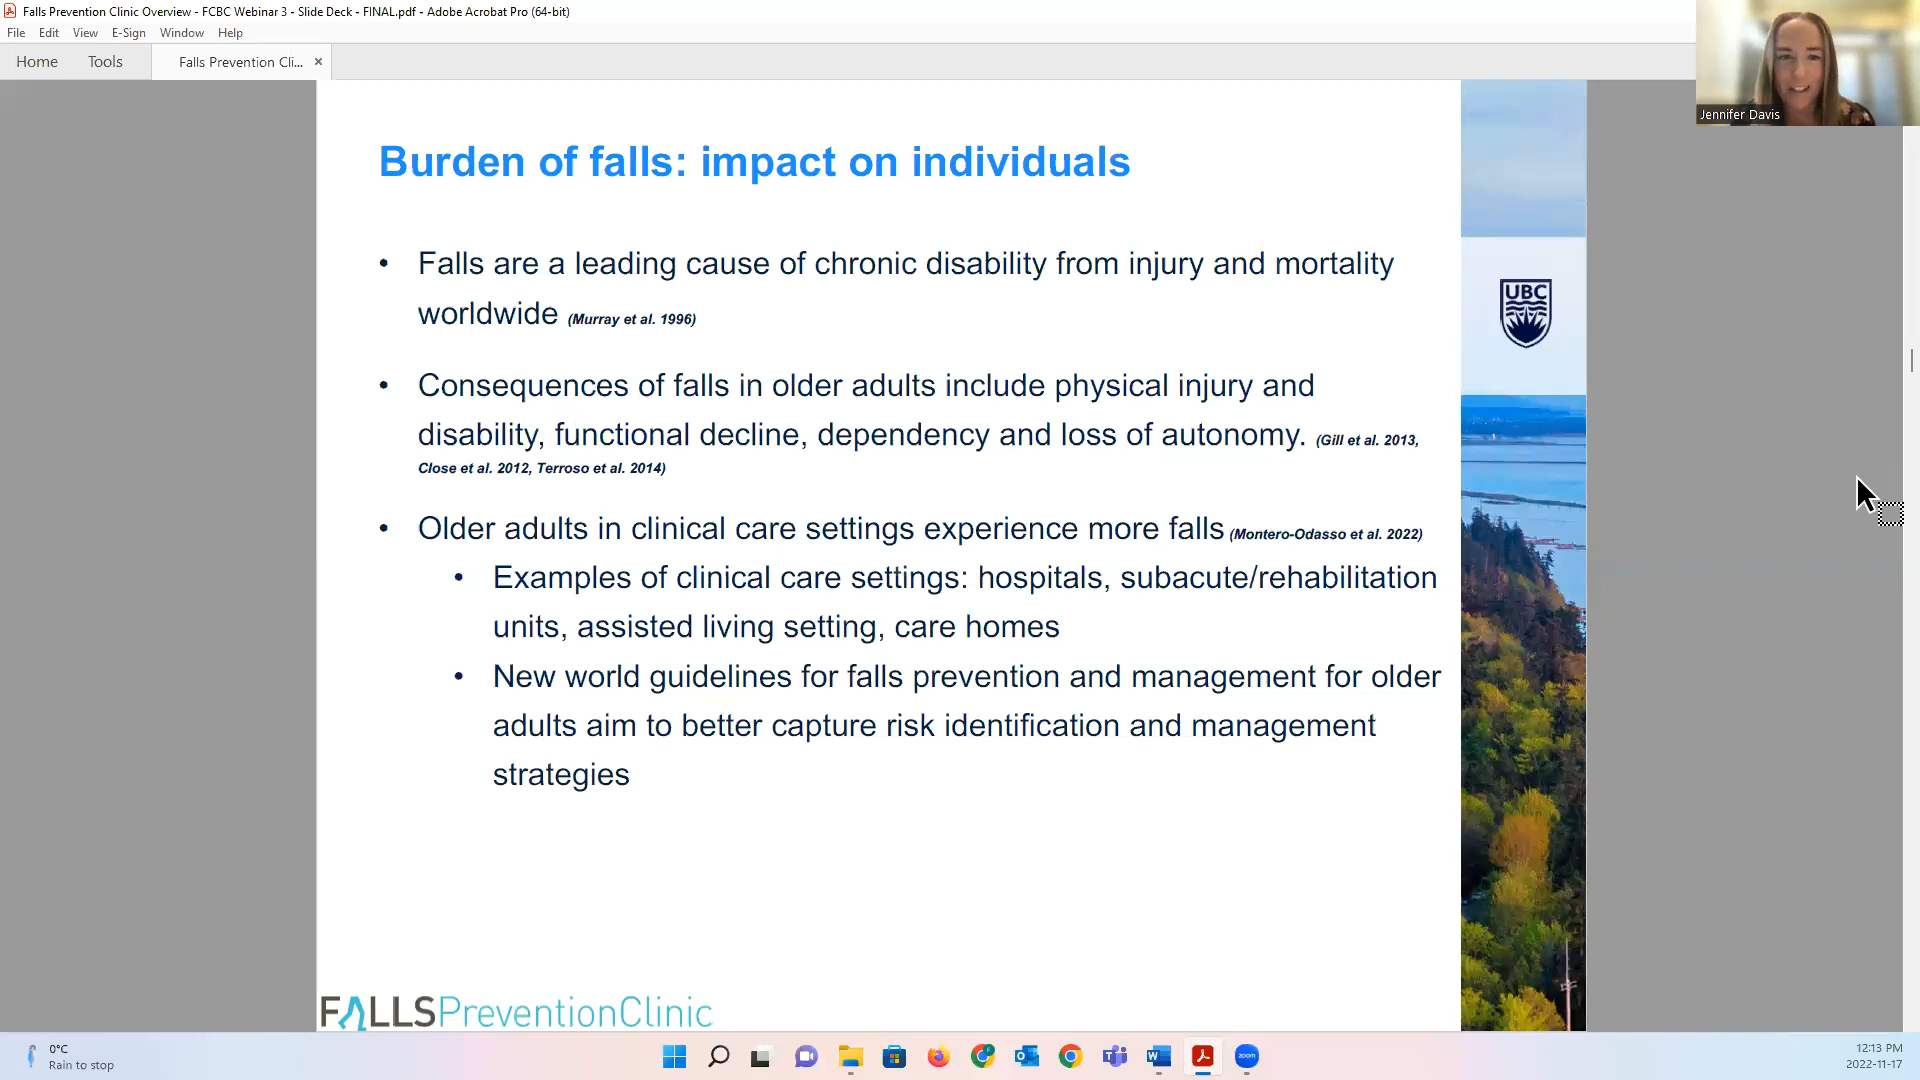 Falls Prevention Clinic Overview - FCBC Webinar 3 - Slide Deck - FINAL.pdf - Adobe Acrobat Pro (64-bit)
File Edit View E-Sign Window Help
Home Tools Falls Prevention Cli... ×
Jennifer Davis
Burden of falls: impact on individuals
• Falls are a leading cause of chronic disability from injury and mortality
worldwide (Murray et al. 1996)
• Consequences of falls in older adults include physical injury and
disability, functional decline, dependency and loss of autonomy. (Gill et al. 2013,
Close et al. 2012, Terroso et al. 2014)
• Older adults in clinical care settings experience more falls (Montero-Odasso et al. 2022)
• Examples of clinical care settings: hospitals, subacute/rehabilitation
units, assisted living setting, care homes
• New world guidelines for falls prevention and management for older
adults aim to better capture risk identification and management
strategies
UBC
FALLSPreventionClinic
0°C
Rain to stop
zoom
12:13 PM
2022-11-17